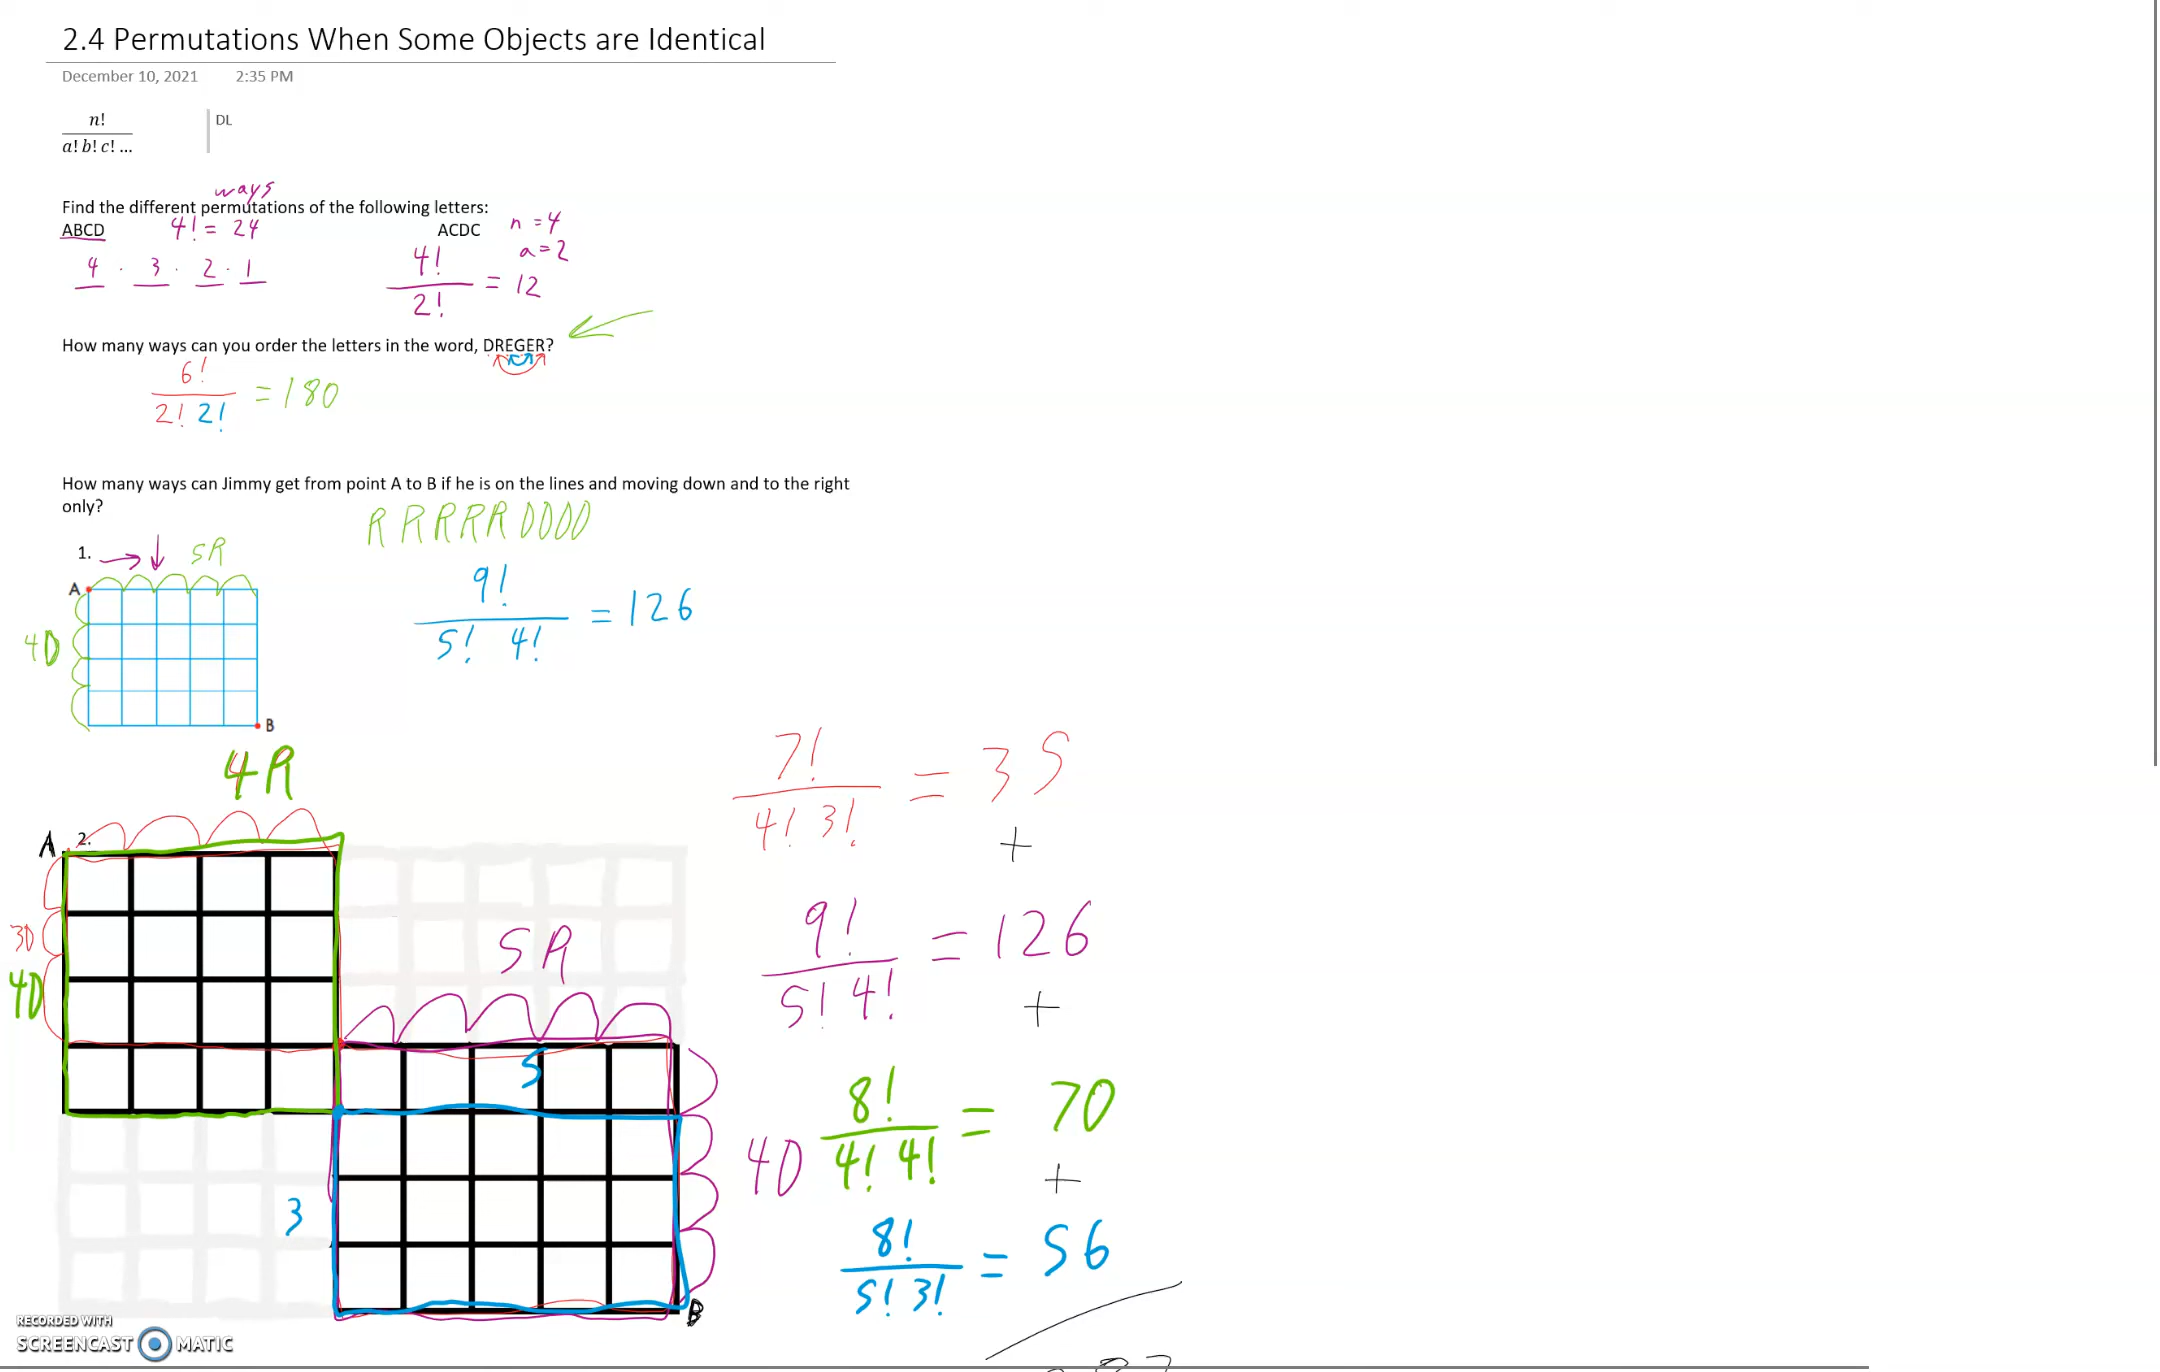 2.4 Permutations When Some Objects are Identical
December 10, 2021 2:35 PM
n!
a! b! c! ...
DL
ways
Find the different permutations of the following letters:
ABCD 4! = 24 ACDC n = 4
a = 2
4 · 3 · 2 · 1
4!
2!
= 12
How many ways can you order the letters in the word, DREGER?
6!
2! 2!
= 180
How many ways can Jimmy get from point A to B if he is on the lines and moving down and to the right
only?
R R R R R D D D D
1. 5R
A
4D
B
9!
5! 4!
= 126
4R
A 2.
3D
4D
5R
5
3
4D
B
7!
4! 3!
= 35
+
9!
5! 4!
= 126
+
8!
4! 4!
= 70
+
8!
5! 3!
= 56
RECORDED WITH
SCREENCAST MATIC